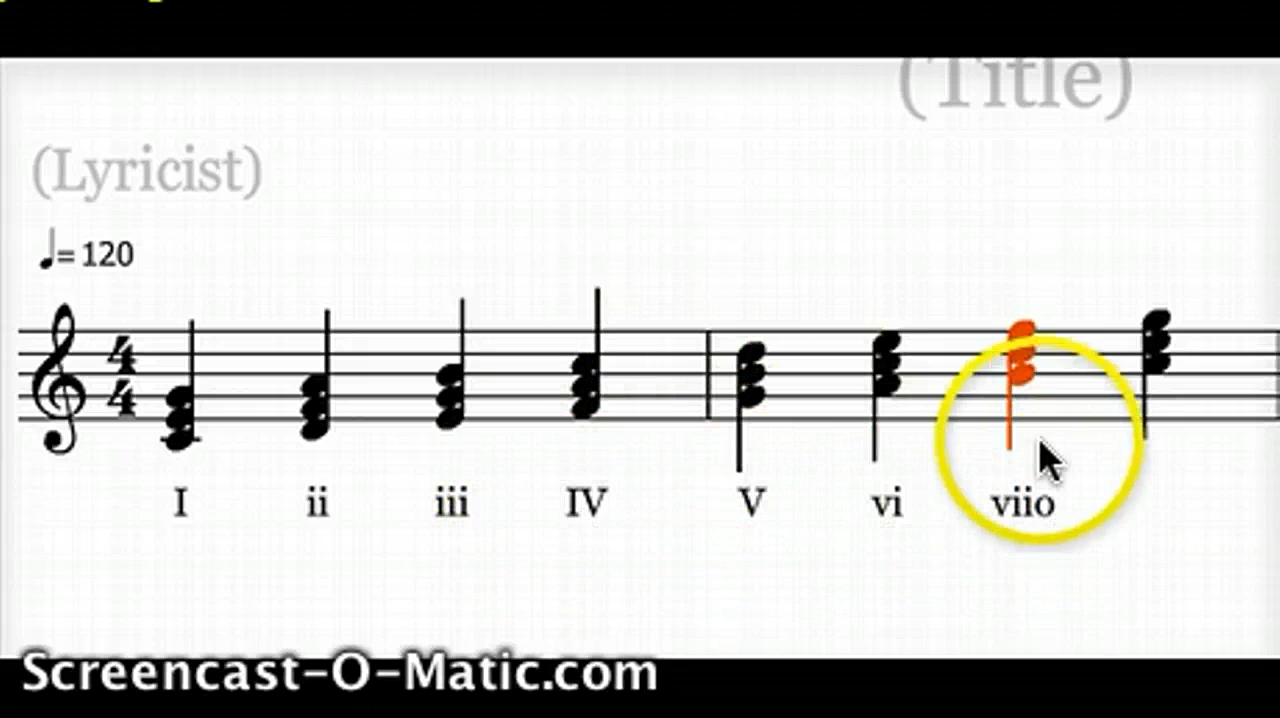 (Title)
(Lyricist)
♩= 120
4
4
I ii iii IV V vi viio
Screencast-O-Matic.com